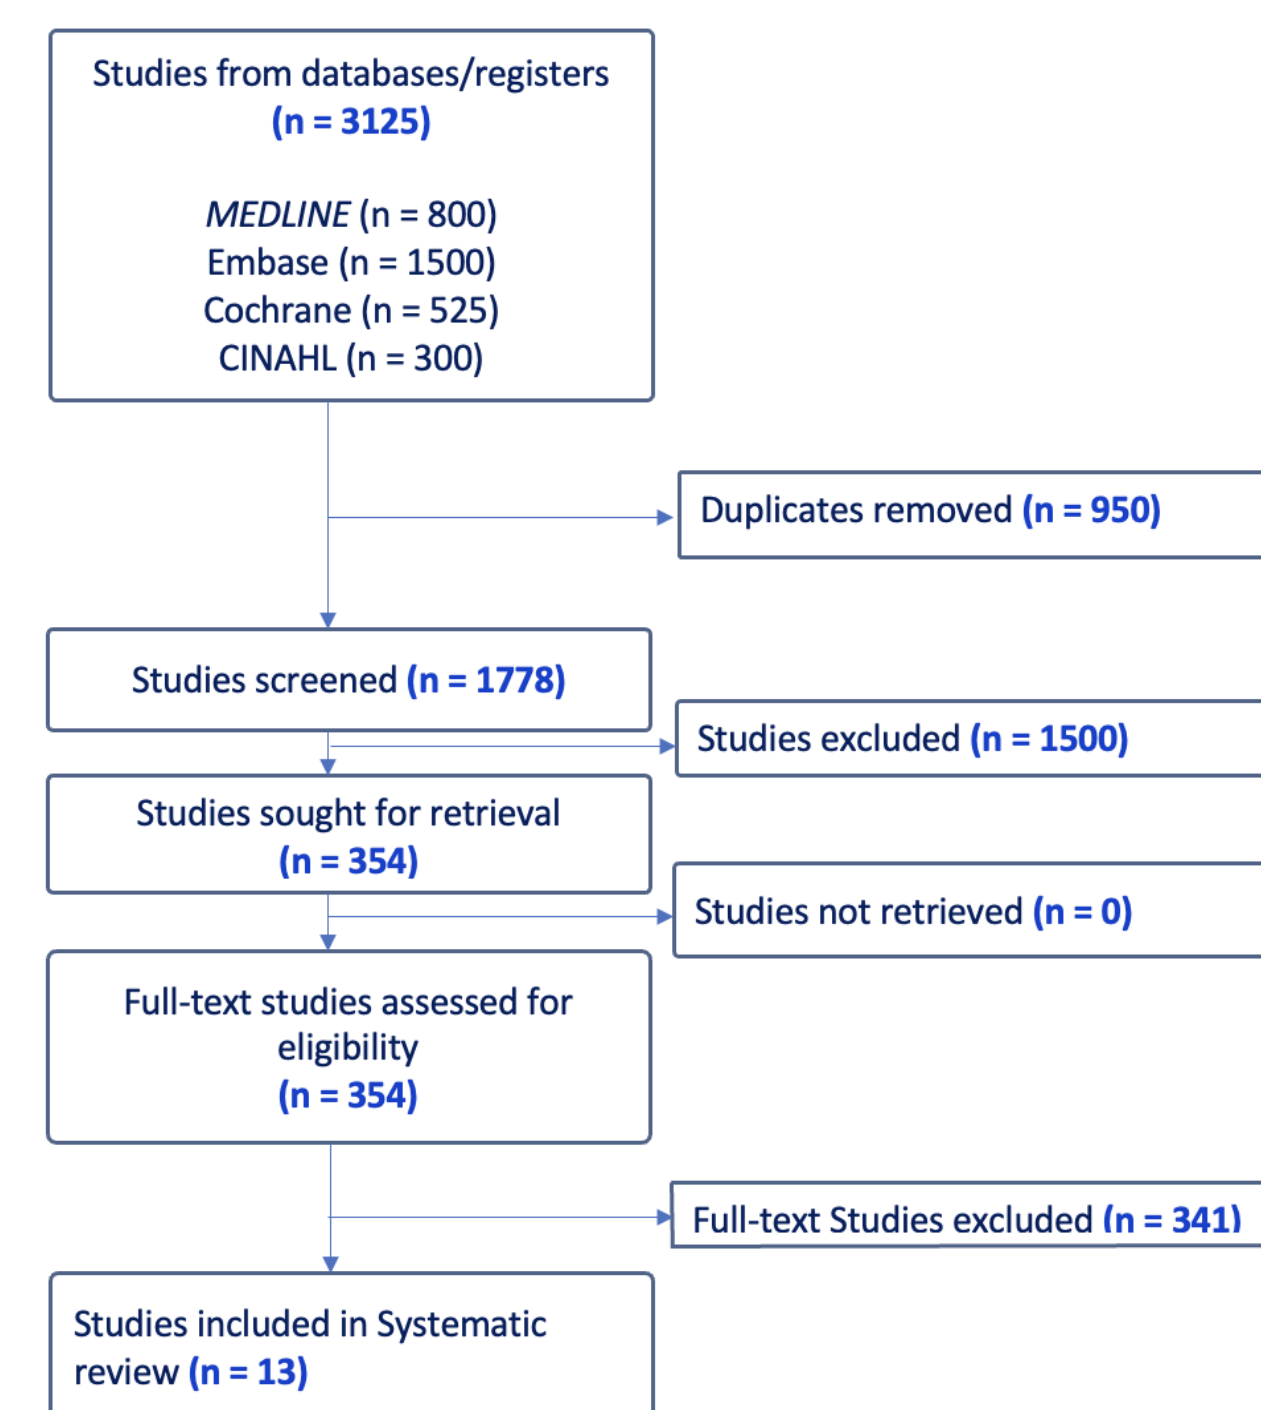 Studies from databases/registers
(n = 3125)
MEDLINE (n = 800)
Embase (n = 1500)
Cochrane (n = 525)
CINAHL (n = 300)
Duplicates removed (n = 950)
Studies screened (n = 1778)
Studies excluded (n = 1500)
Studies sought for retrieval
(n = 354)
Studies not retrieved (n = 0)
Full-text studies assessed for
eligibility
(n = 354)
Full-text Studies excluded (n = 341)
Studies included in Systematic
review (n = 13)